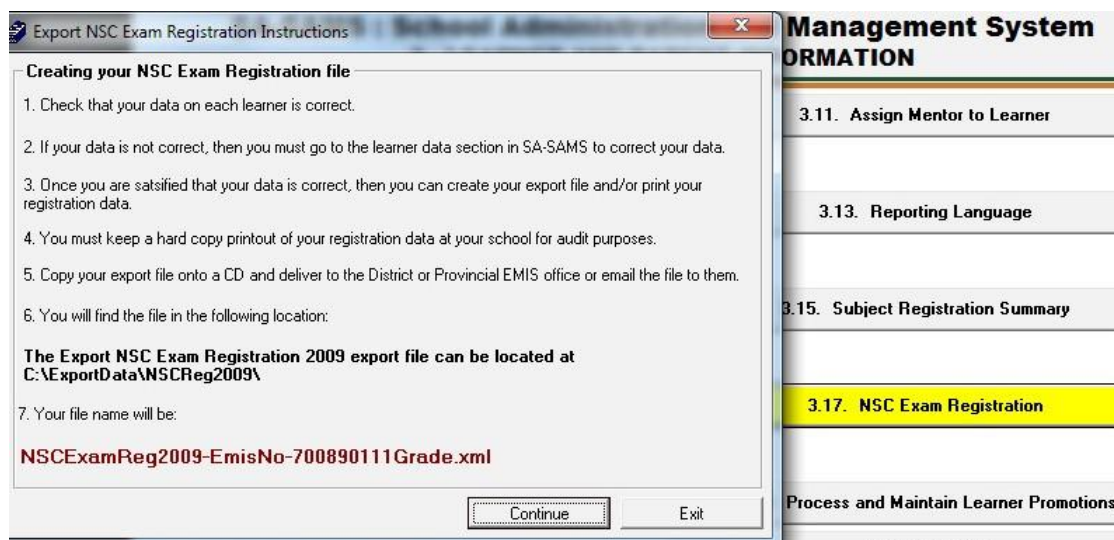 Export NSC Exam Registration Instructions
Creating your NSC Exam Registration file
1. Check that your data on each learner is correct.
2. If your data is not correct, then you must go to the learner data section in SA-SAMS to correct your data.
3. Once you are satsified that your data is correct, then you can create your export file and/or print your
registration data.
4. You must keep a hard copy printout of your registration data at your school for audit purposes.
5. Copy your export file onto a CD and deliver to the District or Provincial EMIS office or email the file to them.
6. You will find the file in the following location:
The Export NSC Exam Registration 2009 export file can be located at
C:\ExportData\NSCReg2009\
7. Your file name will be:
NSCExamReg2009-EmisNo-700890111Grade.xml
Continue
Exit
Management System
ORMATION
3.11. Assign Mentor to Learner
3.13. Reporting Language
3.15. Subject Registration Summary
3.17. NSC Exam Registration
Process and Maintain Learner Promotions